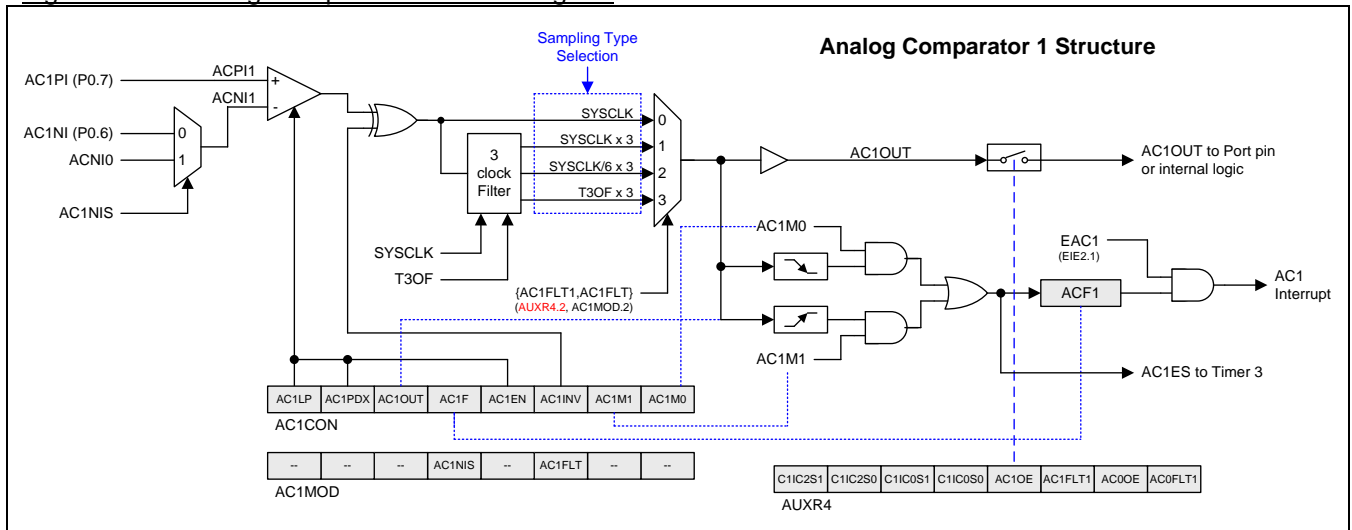 Analog Comparator 1 Structure
Sampling Type
Selection
AC1PI (P0.7)
ACPI1
+
ACNI1
-
AC1NI (P0.6)
0
ACNI0
1
AC1NIS
3
clock
Filter
SYSCLK
T3OF
SYSCLK
SYSCLK x 3
SYSCLK/6 x 3
T3OF x 3
0
1
2
3
{AC1FLT1,AC1FLT}
(AUXR4.2, AC1MOD.2)
AC1OUT
AC1OUT to Port pin
or internal logic
AC1M0
AC1M1
EAC1
(EIE2.1)
ACF1
AC1
Interrupt
AC1ES to Timer 3
AC1LP AC1PDX AC1OUT AC1F AC1EN AC1INV AC1M1 AC1M0
AC1CON
-- -- -- AC1NIS -- AC1FLT -- --
AC1MOD
C1IC2S1 C1IC2S0 C1IC0S1 C1IC0S0 AC1OE AC1FLT1 AC0OE AC0FLT1
AUXR4